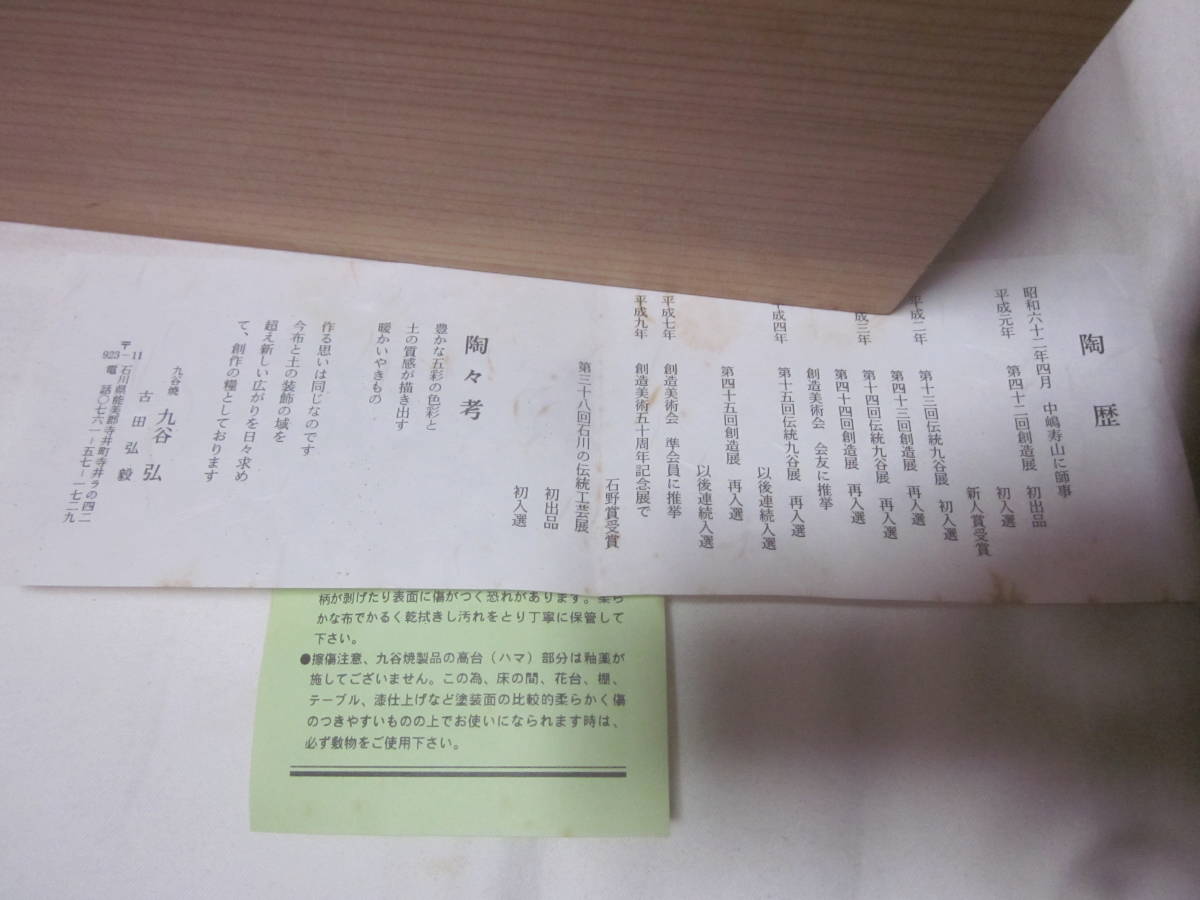 陶歴
昭和六十二年四月 中嶋寿山に師事
初出品
平成元年 第四十二回創造展 初入選
新人賞受賞
第十三回伝統九谷展 初入選
成二年 第四十三回創造展 再入選
第十四回伝統九谷展 再入選
成三年 第四十四回創造展 再入選
創造美術会 会友に推挙
成四年 第十五回伝統九谷展 再入選
以後連続入選
第四十五回創造展 再入選
以後連続入選
平成七年 創造美術会 準会員に推挙
平成九年 創造美術五十周年記念展で
石野賞受賞
第三十八回石川の伝統工芸展
初出品
初入選
陶々考
豊かな五彩の色彩と
土の質感が描き出す
暖かいやきもの
作る思いは同じなのです
今布と土の装飾の域を
超え新しい広がりを日々求め
て、創作の糧としております
九谷焼 九谷弘
古田弘毅
〒923-11 石川県能美郡寺井町寺井ラの四二
電話〇七六一-五七-一七二九
柄が剥げたり表面に傷がつく恐れがあります。柔ら
かな布でかるく乾拭きし汚れをとり丁寧に保管して
下さい。
●擦傷注意、九谷焼製品の高台（ハマ）部分は釉薬が
施してございません。この為、床の間、花台、棚、
テーブル、漆仕上げなど塗装面の比較的柔らかく傷
のつきやすいものの上でお使いになられます時は、
必ず敷物をご使用下さい。